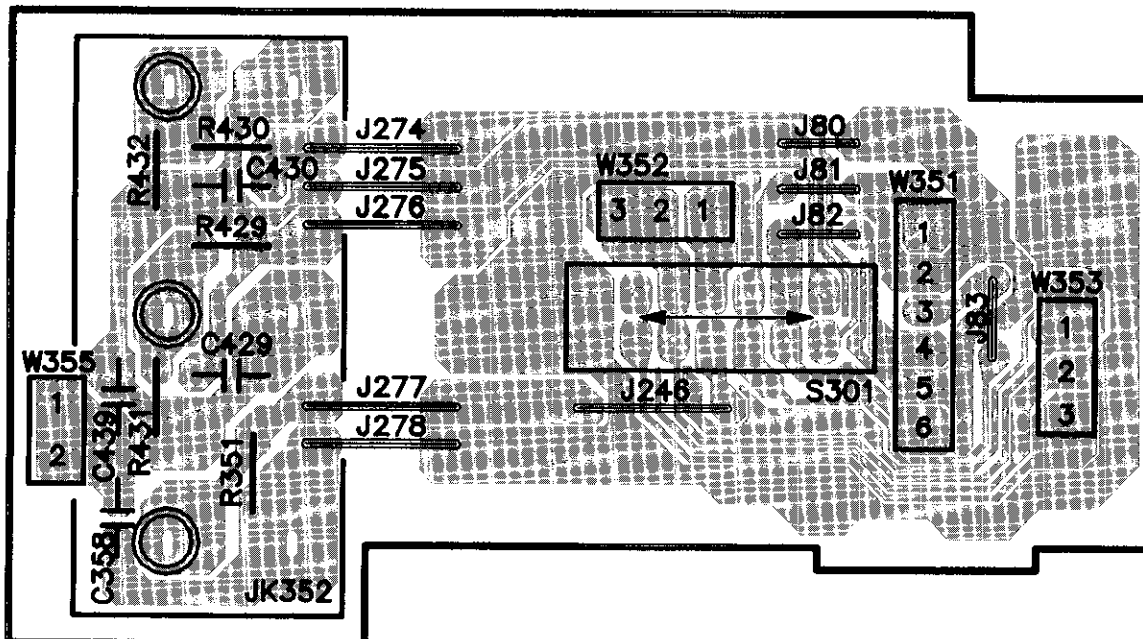 R430
J274
J80
R432
C430
J275
W352
J81
W351
3 2 1
J276
J82
R429
1
2
3
4
5
6
J83
W353
1
2
3
C429
W355
1
2
J277
J246
S301
C439
R431
J278
R351
C358
JK352